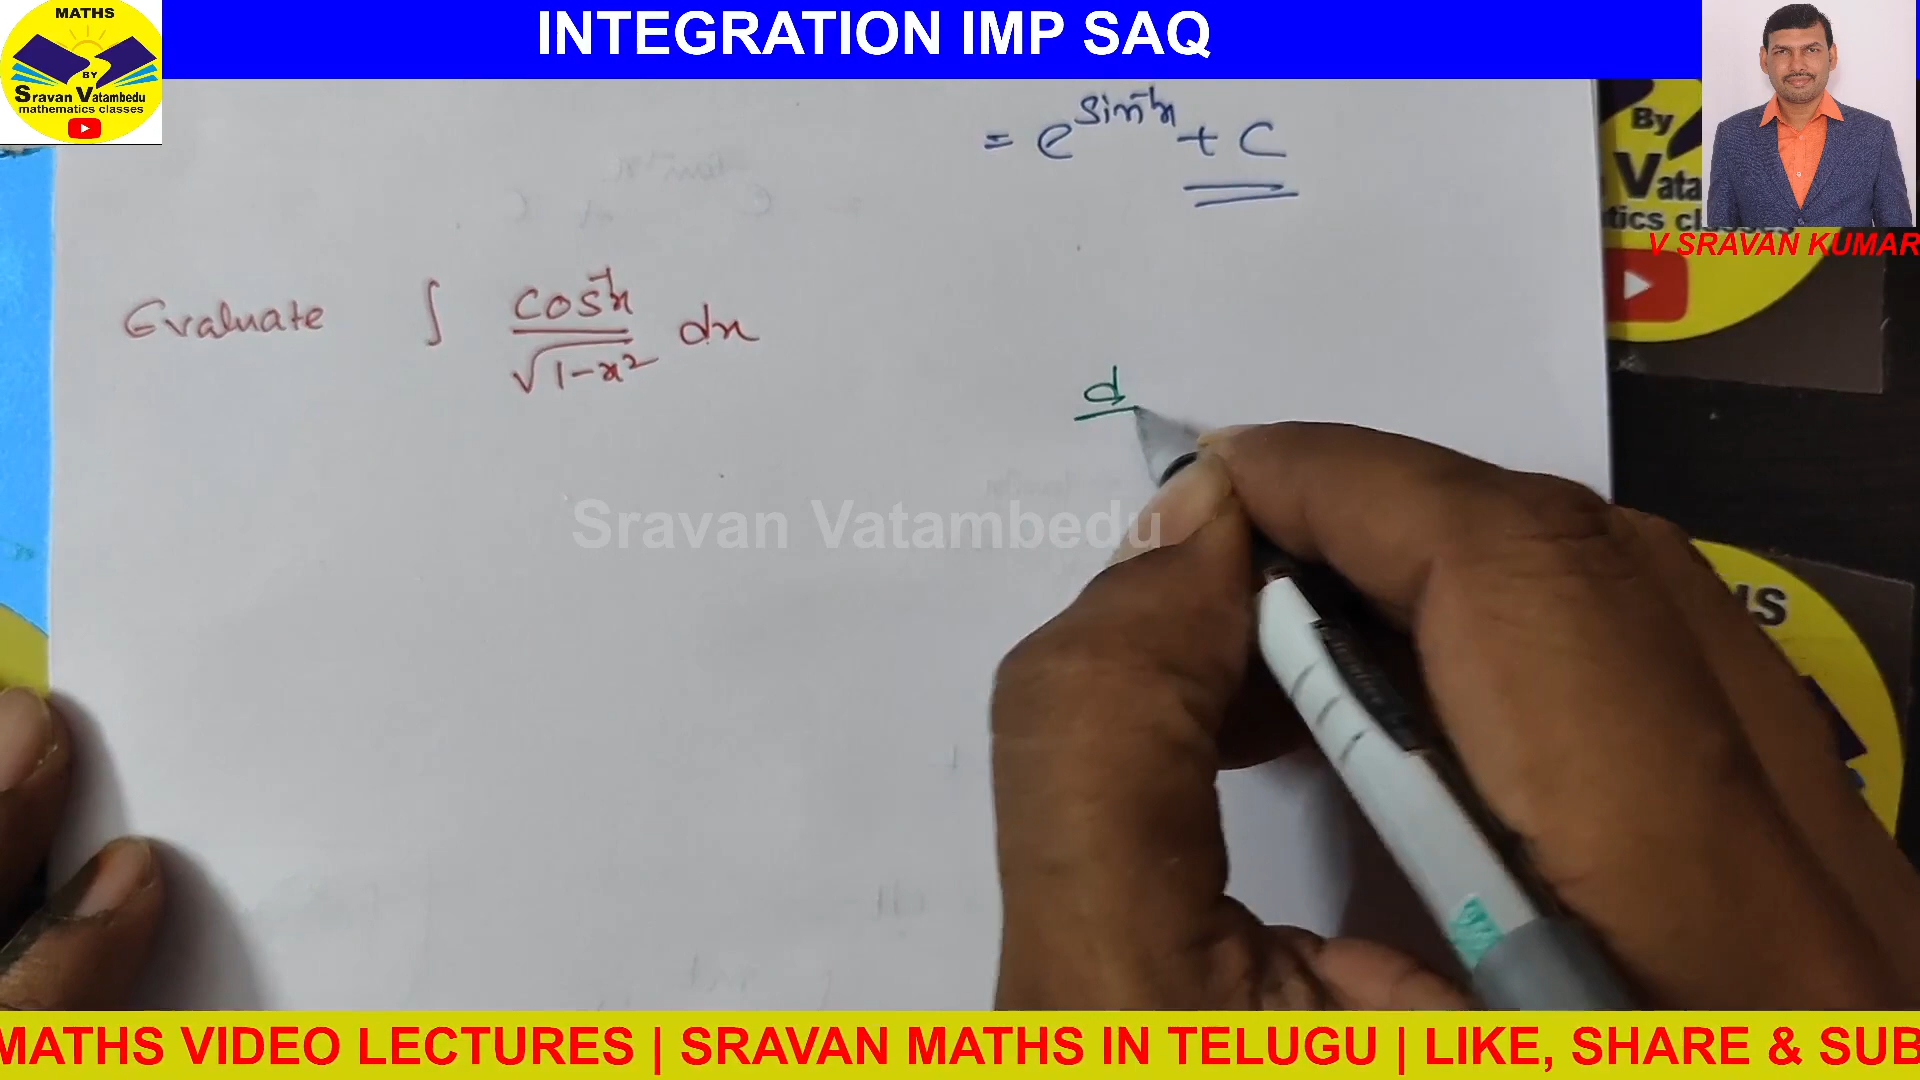 MATHS
BY
Sravan Vatambedu
mathematics classes
INTEGRATION IMP SAQ
= e^{sin⁻¹x} + C
By
Vata
tics cl
V SRAVAN KUMAR
Evaluate ∫ cos⁻¹x / √(1-x²) dx
d
Sravan Vatambedu
HS
MATHS VIDEO LECTURES | SRAVAN MATHS IN TELUGU | LIKE, SHARE & SUB